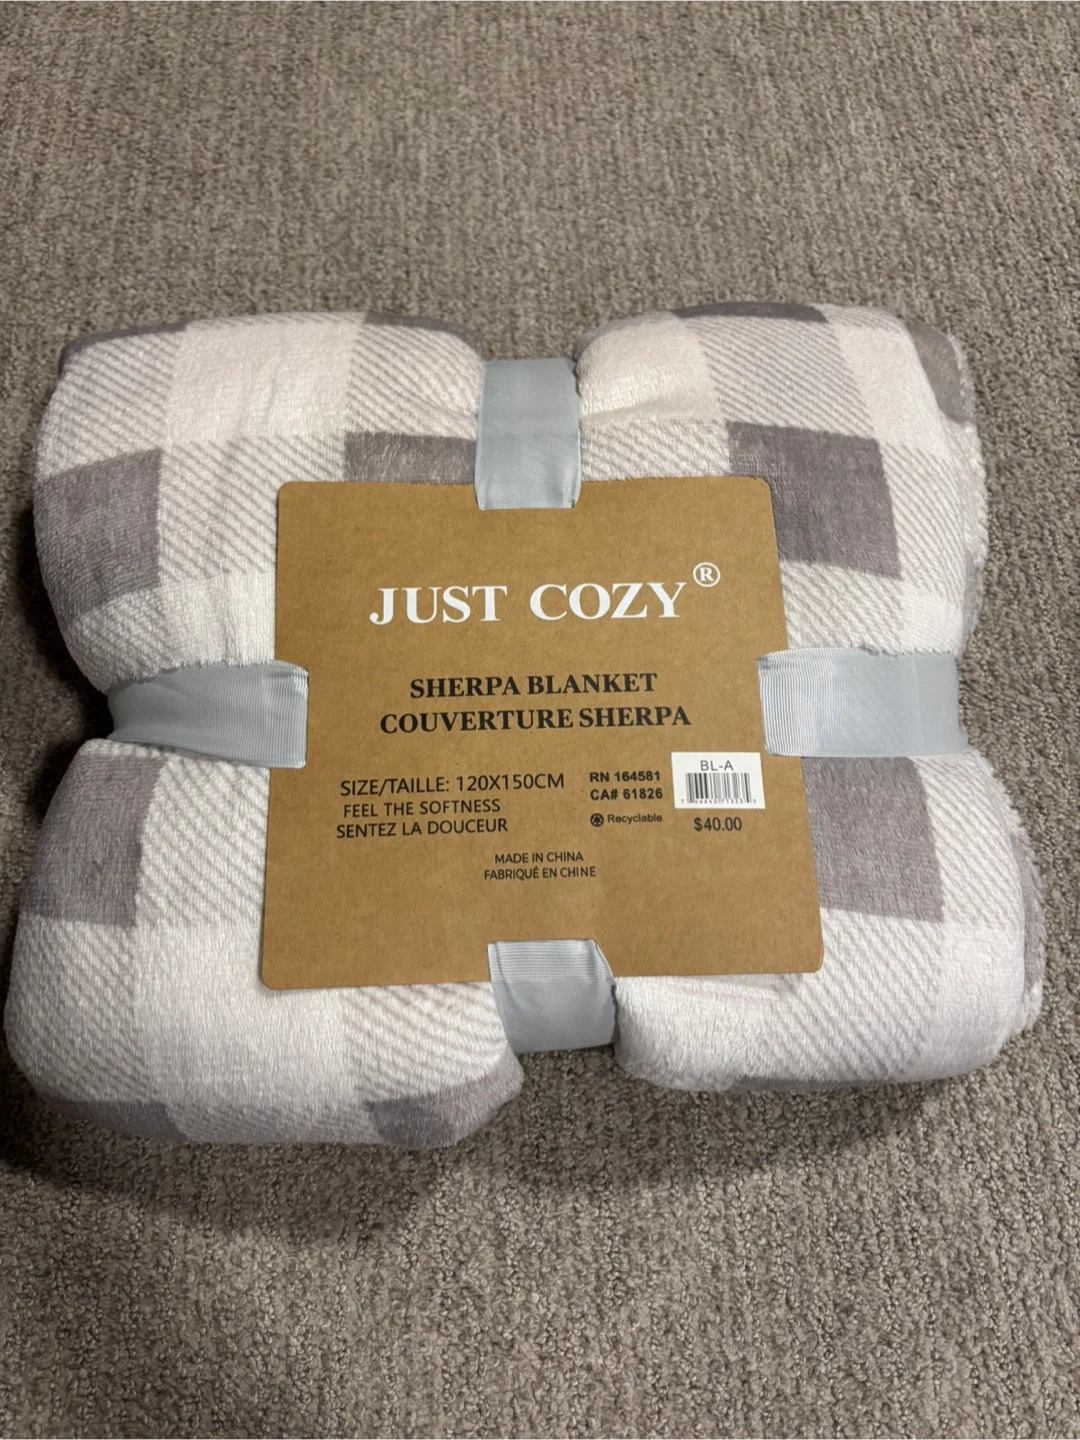 JUST COZY®
SHERPA BLANKET
COUVERTURE SHERPA
SIZE/TAILLE: 120X150CM
FEEL THE SOFTNESS
SENTEZ LA DOUCEUR
RN 164581
CA# 61826
Recyclable
BL-A
$40.00
MADE IN CHINA
FABRIQUÉ EN CHINE